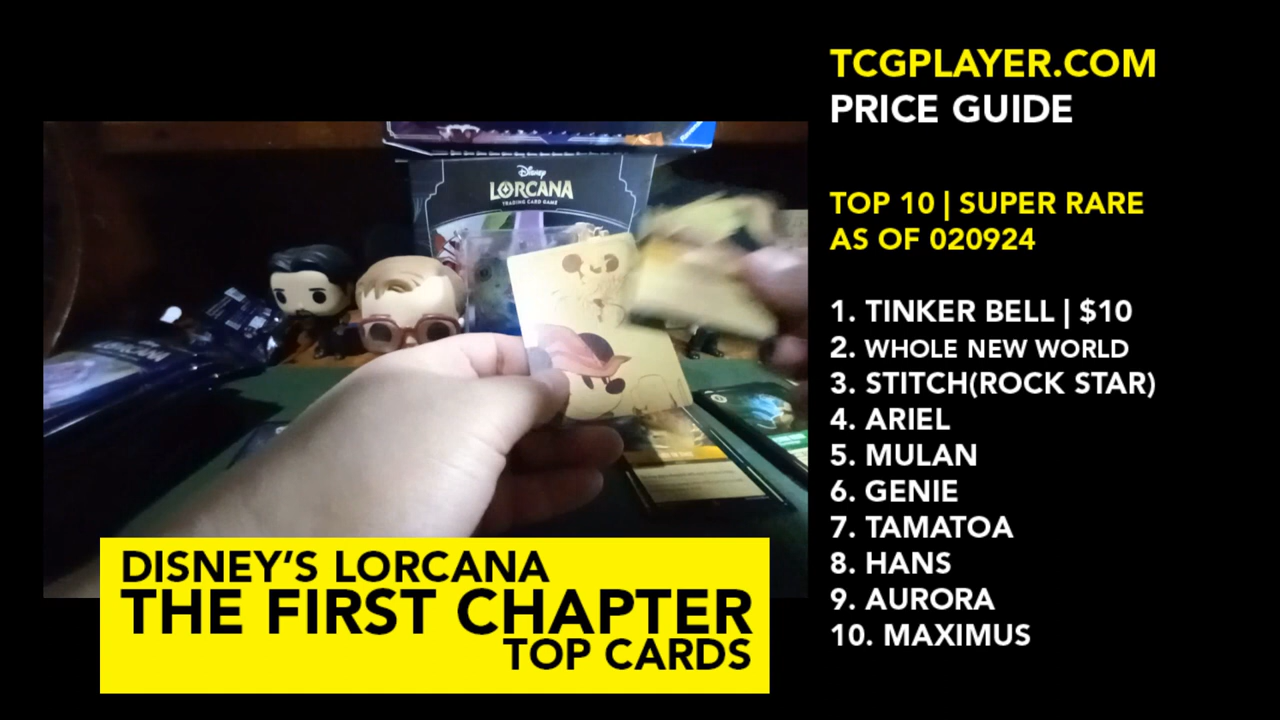 TCGPLAYER.COM
PRICE GUIDE
TOP 10 | SUPER RARE
AS OF 020924
1. TINKER BELL | $10
2. WHOLE NEW WORLD
3. STITCH(ROCK STAR)
4. ARIEL
5. MULAN
6. GENIE
7. TAMATOA
8. HANS
9. AURORA
10. MAXIMUS
Disney
LORCANA
TRADING CARD GAME
DISNEY'S LORCANA
THE FIRST CHAPTER
TOP CARDS